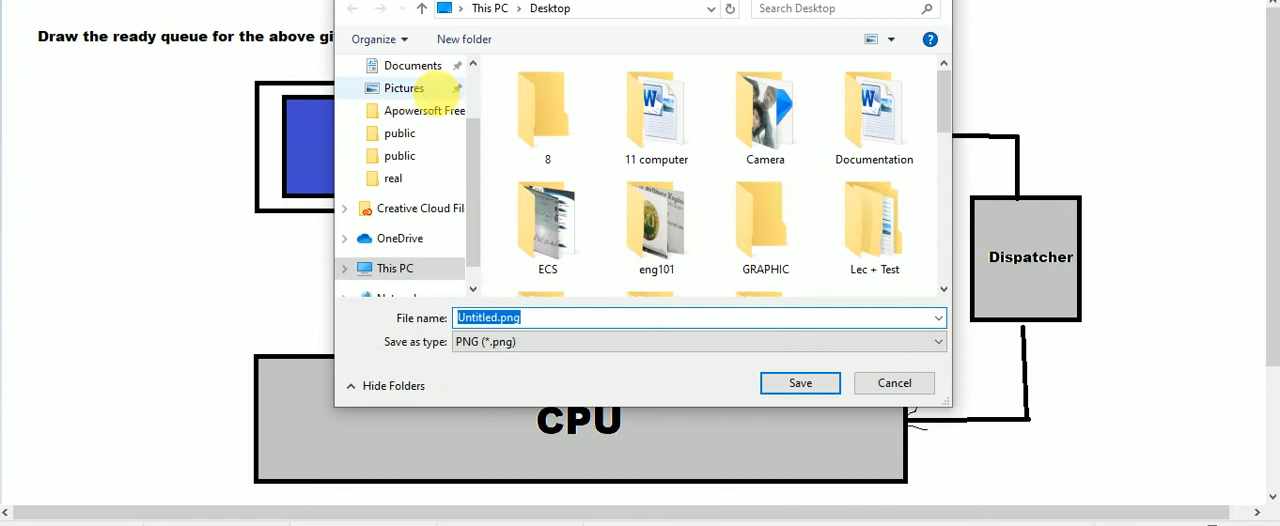 This PC > Desktop
Search Desktop
Draw the ready queue for the above gi
Organize
New folder
Documents
Pictures
Apowersoft Free
public
public
real
Creative Cloud Fil
OneDrive
This PC
8
11 computer
Camera
Documentation
ECS
eng101
GRAPHIC
Lec + Test
Dispatcher
File name:
Untitled.png
Save as type:
PNG (*.png)
Hide Folders
Save
Cancel
CPU